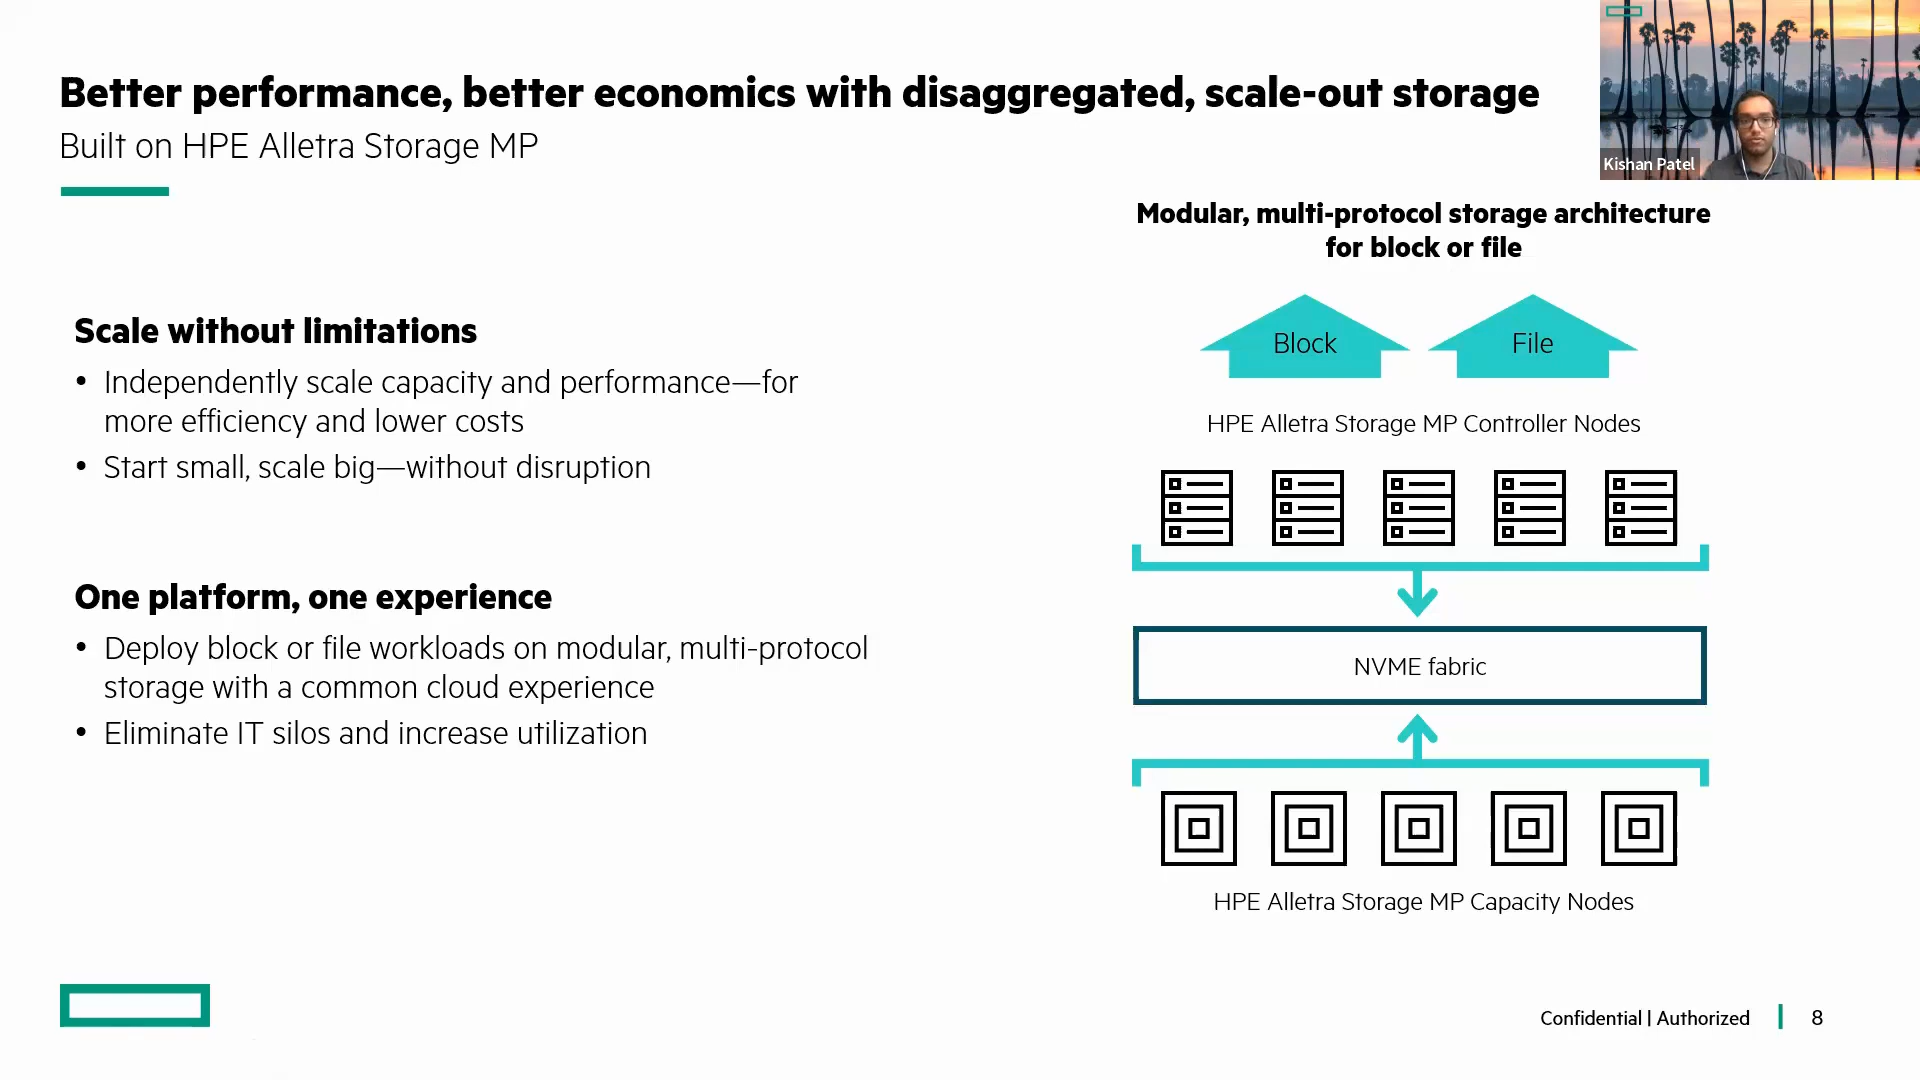 Better performance, better economics with disaggregated, scale-out storage
Built on HPE Alletra Storage MP
Kishan Patel
Scale without limitations
• Independently scale capacity and performance—for
more efficiency and lower costs
• Start small, scale big—without disruption
One platform, one experience
• Deploy block or file workloads on modular, multi-protocol
storage with a common cloud experience
• Eliminate IT silos and increase utilization
Modular, multi-protocol storage architecture
for block or file
Block
File
HPE Alletra Storage MP Controller Nodes
NVME fabric
HPE Alletra Storage MP Capacity Nodes
Confidential | Authorized
8